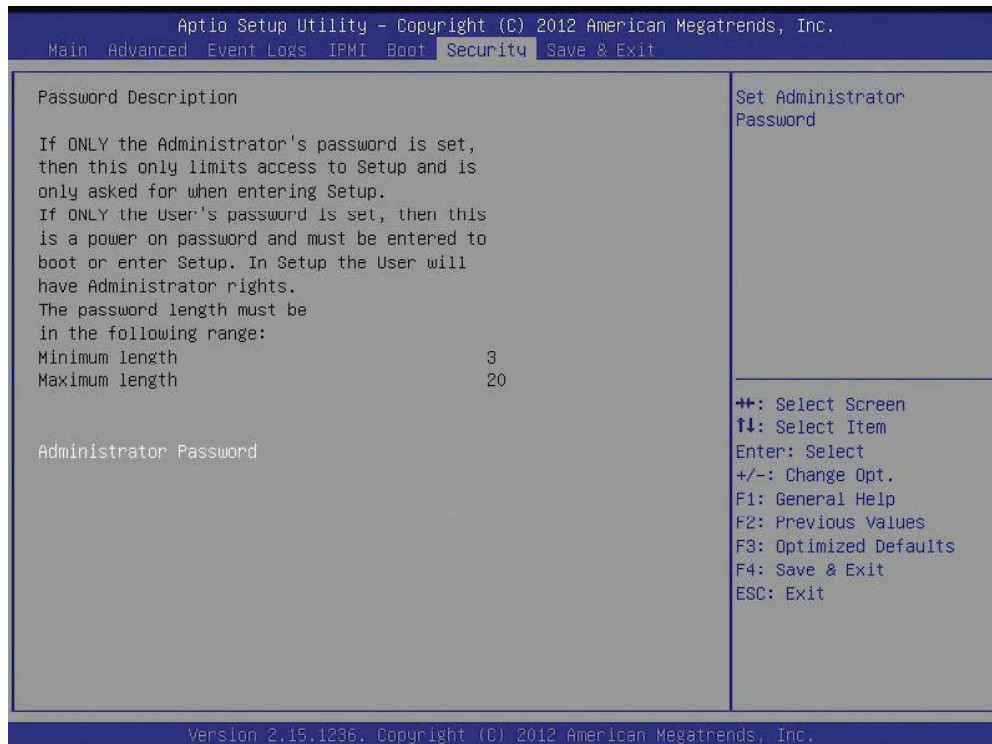 Aptio Setup Utility – Copyright (C) 2012 American Megatrends, Inc.
Main Advanced Event Logs IPMI Boot Security Save & Exit
Password Description
If ONLY the Administrator's password is set,
then this only limits access to Setup and is
only asked for when entering Setup.
If ONLY the User's password is set, then this
is a power on password and must be entered to
boot or enter Setup. In Setup the User will
have Administrator rights.
The password length must be
in the following range:
Minimum length 3
Maximum length 20
Administrator Password
Set Administrator
Password
→←: Select Screen
↑↓: Select Item
Enter: Select
+/-: Change Opt.
F1: General Help
F2: Previous Values
F3: Optimized Defaults
F4: Save & Exit
ESC: Exit
Version 2.15.1236. Copyright (C) 2012 American Megatrends, Inc.